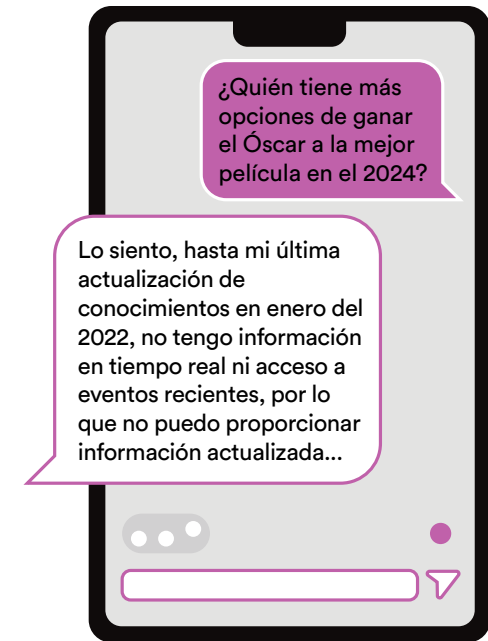 ¿Quién tiene más
opciones de ganar
el Óscar a la mejor
película en el 2024?
Lo siento, hasta mi última
actualización de
conocimientos en enero del
2022, no tengo información
en tiempo real ni acceso a
eventos recientes, por lo
que no puedo proporcionar
información actualizada...